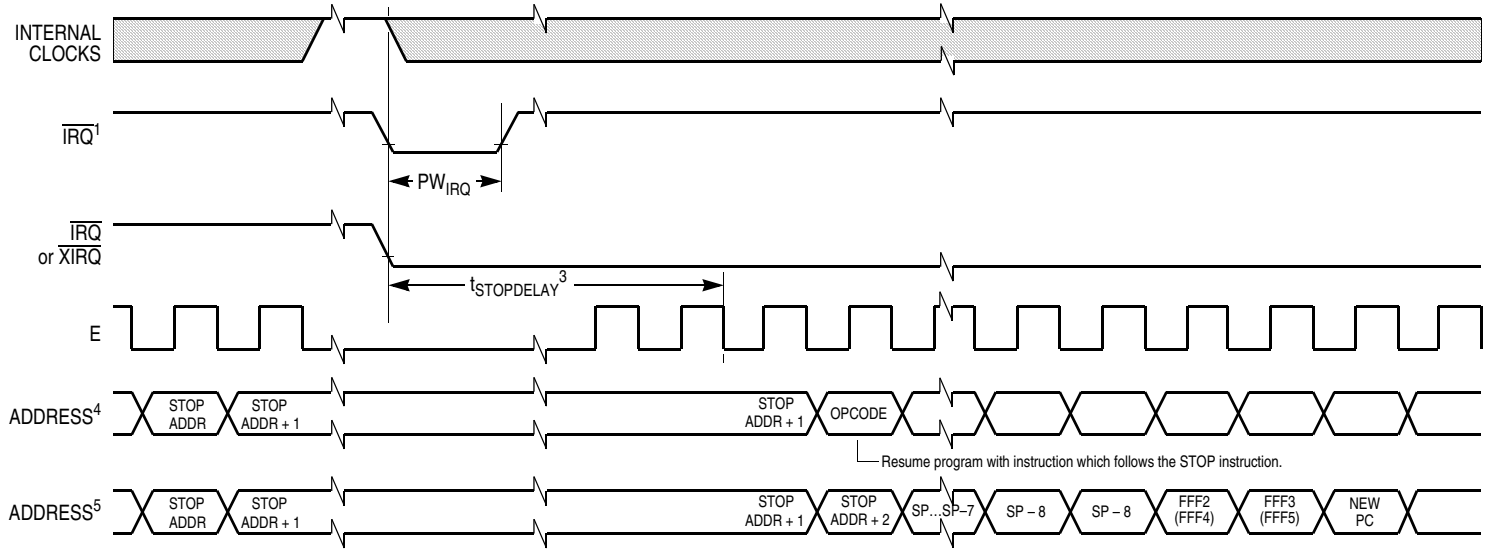 INTERNAL
CLOCKS
IRQ1
PWIRQ
IRQ
or XIRQ
tSTOPDELAY3
E
ADDRESS4
STOP
ADDR
STOP
ADDR + 1
STOP
ADDR + 1
OPCODE
Resume program with instruction which follows the STOP instruction.
ADDRESS5
STOP
ADDR
STOP
ADDR + 1
STOP
ADDR + 1
STOP
ADDR + 2
SP…SP–7
SP – 8
SP – 8
FFF2
(FFF4)
FFF3
(FFF5)
NEW
PC